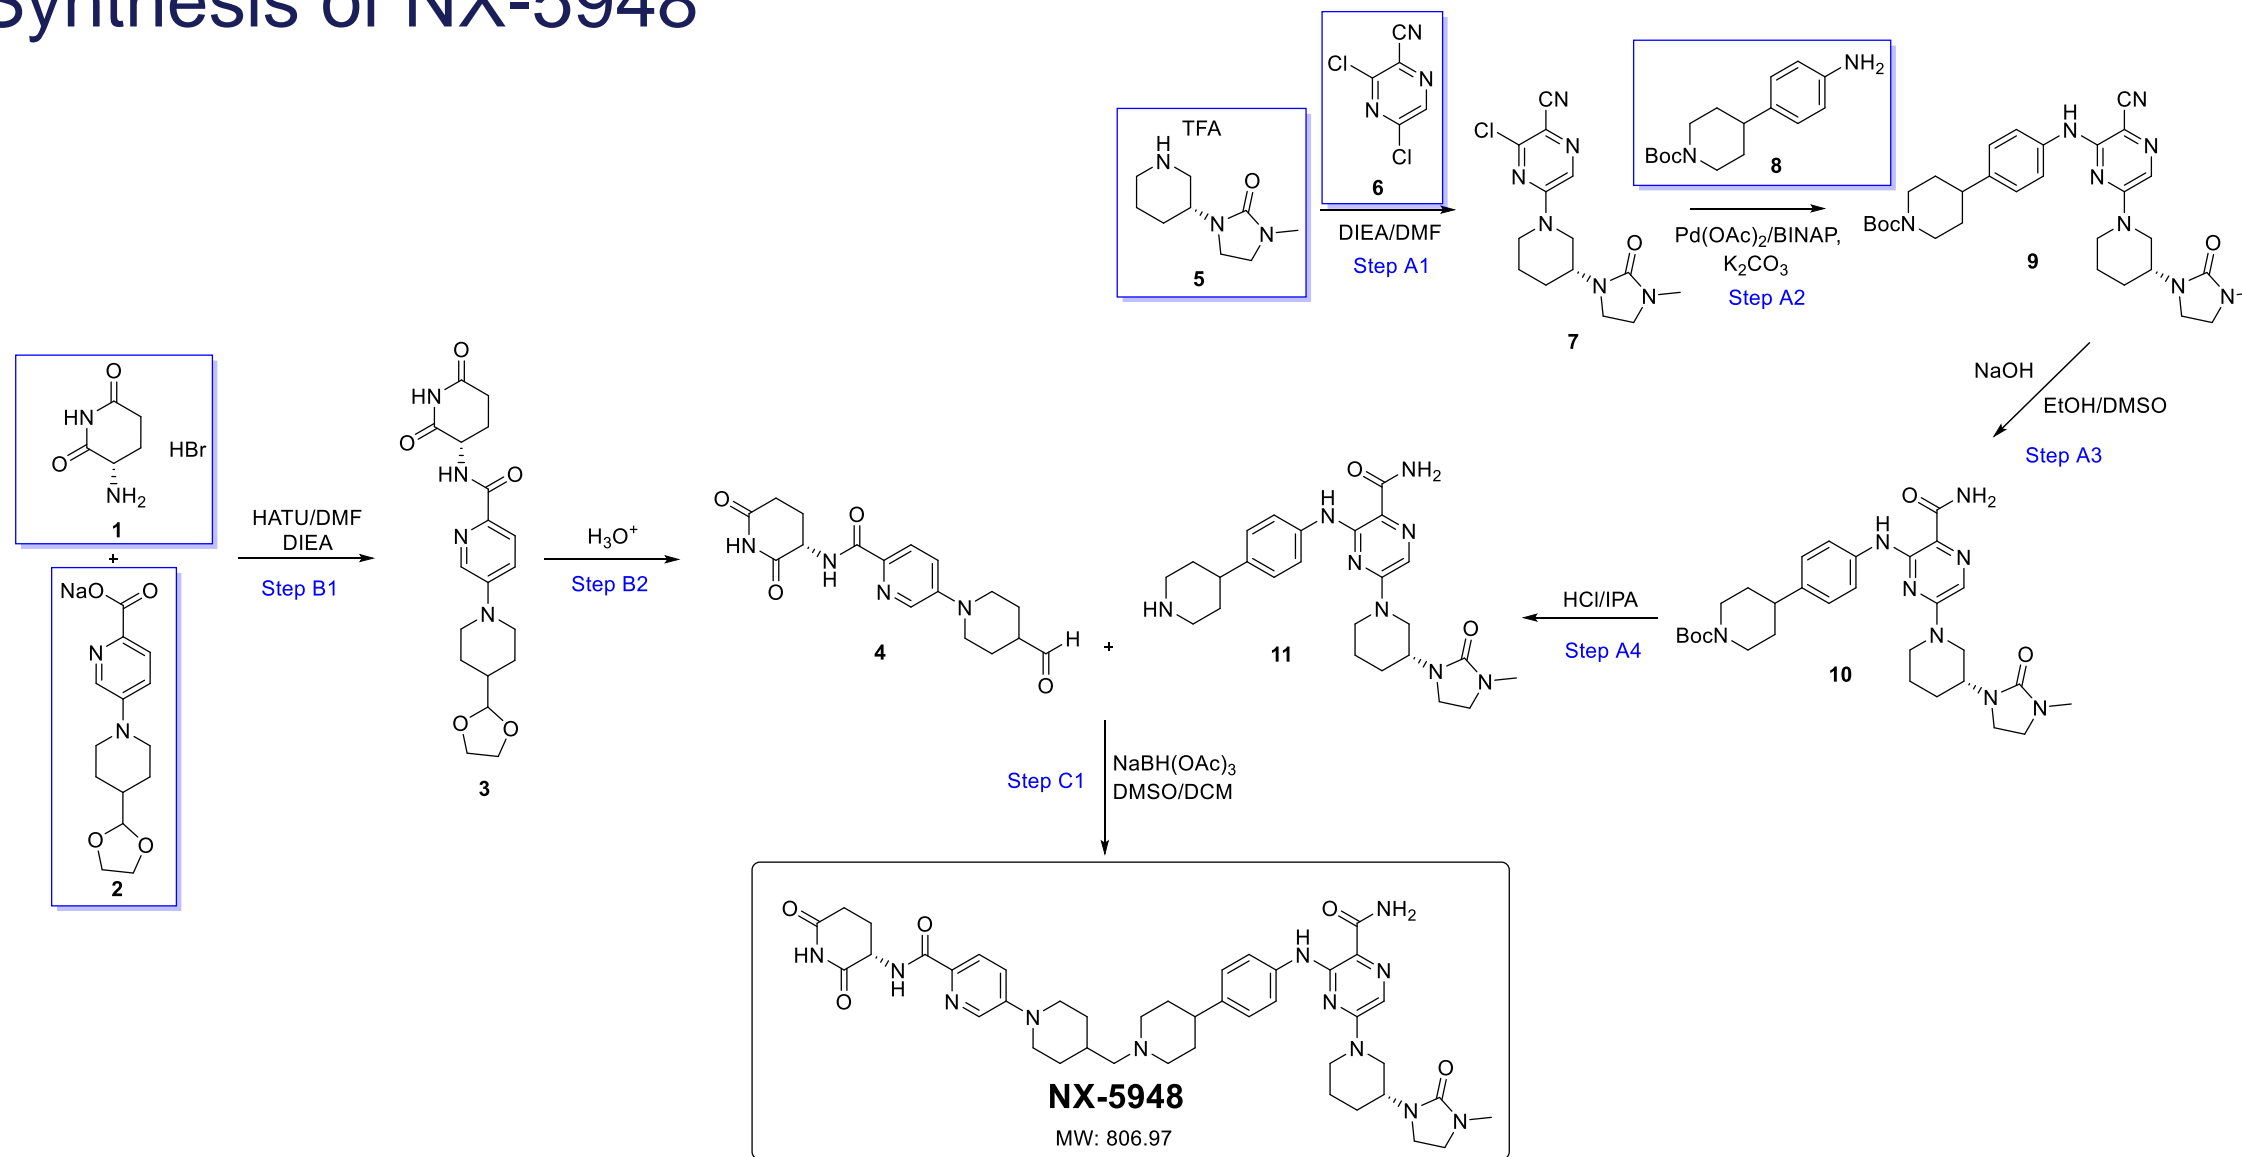 Synthesis of NX-5948
CN
Cl
N
N
Cl
6
TFA
H
N
O
N
N
5
DIEA/DMF
Step A1
CN
Cl
N
N
N
O
N
N
7
NH2
BocN
8
Pd(OAc)2/BINAP,
K2CO3
Step A2
CN
H
N
N
N
BocN
N
O
N
N
9
NaOH
EtOH/DMSO
Step A3
O
HN
O
HBr
NH2
1
+
NaO
O
N
N
O
O
2
HATU/DMF
DIEA
Step B1
O
HN
O
HN
O
N
N
O
O
3
H3O+
Step B2
O
O
HN
N
H
O
N
N
H
O
4
+
O
NH2
H
N
N
N
HN
N
O
N
N
11
HCl/IPA
Step A4
O
NH2
H
N
N
N
BocN
N
O
N
N
10
Step C1
NaBH(OAc)3
DMSO/DCM
O
O
HN
N
H
O
N
N
N
O
NH2
H
N
N
N
N
O
N
N
NX-5948
MW: 806.97